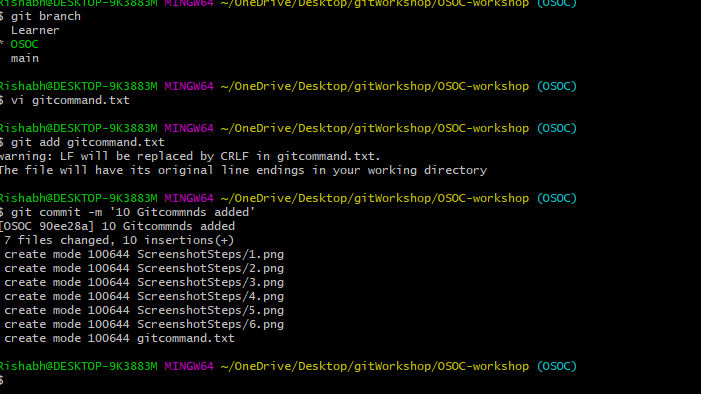 Rishabh@DESKTOP-9K3883M MINGW64 ~/OneDrive/Desktop/gitWorkshop/OSOC-workshop (OSOC)
$ git branch
Learner
* OSOC
main
Rishabh@DESKTOP-9K3883M MINGW64 ~/OneDrive/Desktop/gitWorkshop/OSOC-workshop (OSOC)
$ vi gitcommand.txt
Rishabh@DESKTOP-9K3883M MINGW64 ~/OneDrive/Desktop/gitWorkshop/OSOC-workshop (OSOC)
$ git add gitcommand.txt
warning: LF will be replaced by CRLF in gitcommand.txt.
The file will have its original line endings in your working directory
Rishabh@DESKTOP-9K3883M MINGW64 ~/OneDrive/Desktop/gitWorkshop/OSOC-workshop (OSOC)
$ git commit -m '10 Gitcommnds added'
[OSOC 90ee28a] 10 Gitcommnds added
7 files changed, 10 insertions(+)
create mode 100644 ScreenshotSteps/1.png
create mode 100644 ScreenshotSteps/2.png
create mode 100644 ScreenshotSteps/3.png
create mode 100644 ScreenshotSteps/4.png
create mode 100644 ScreenshotSteps/5.png
create mode 100644 ScreenshotSteps/6.png
create mode 100644 gitcommand.txt
Rishabh@DESKTOP-9K3883M MINGW64 ~/OneDrive/Desktop/gitWorkshop/OSOC-workshop (OSOC)
$